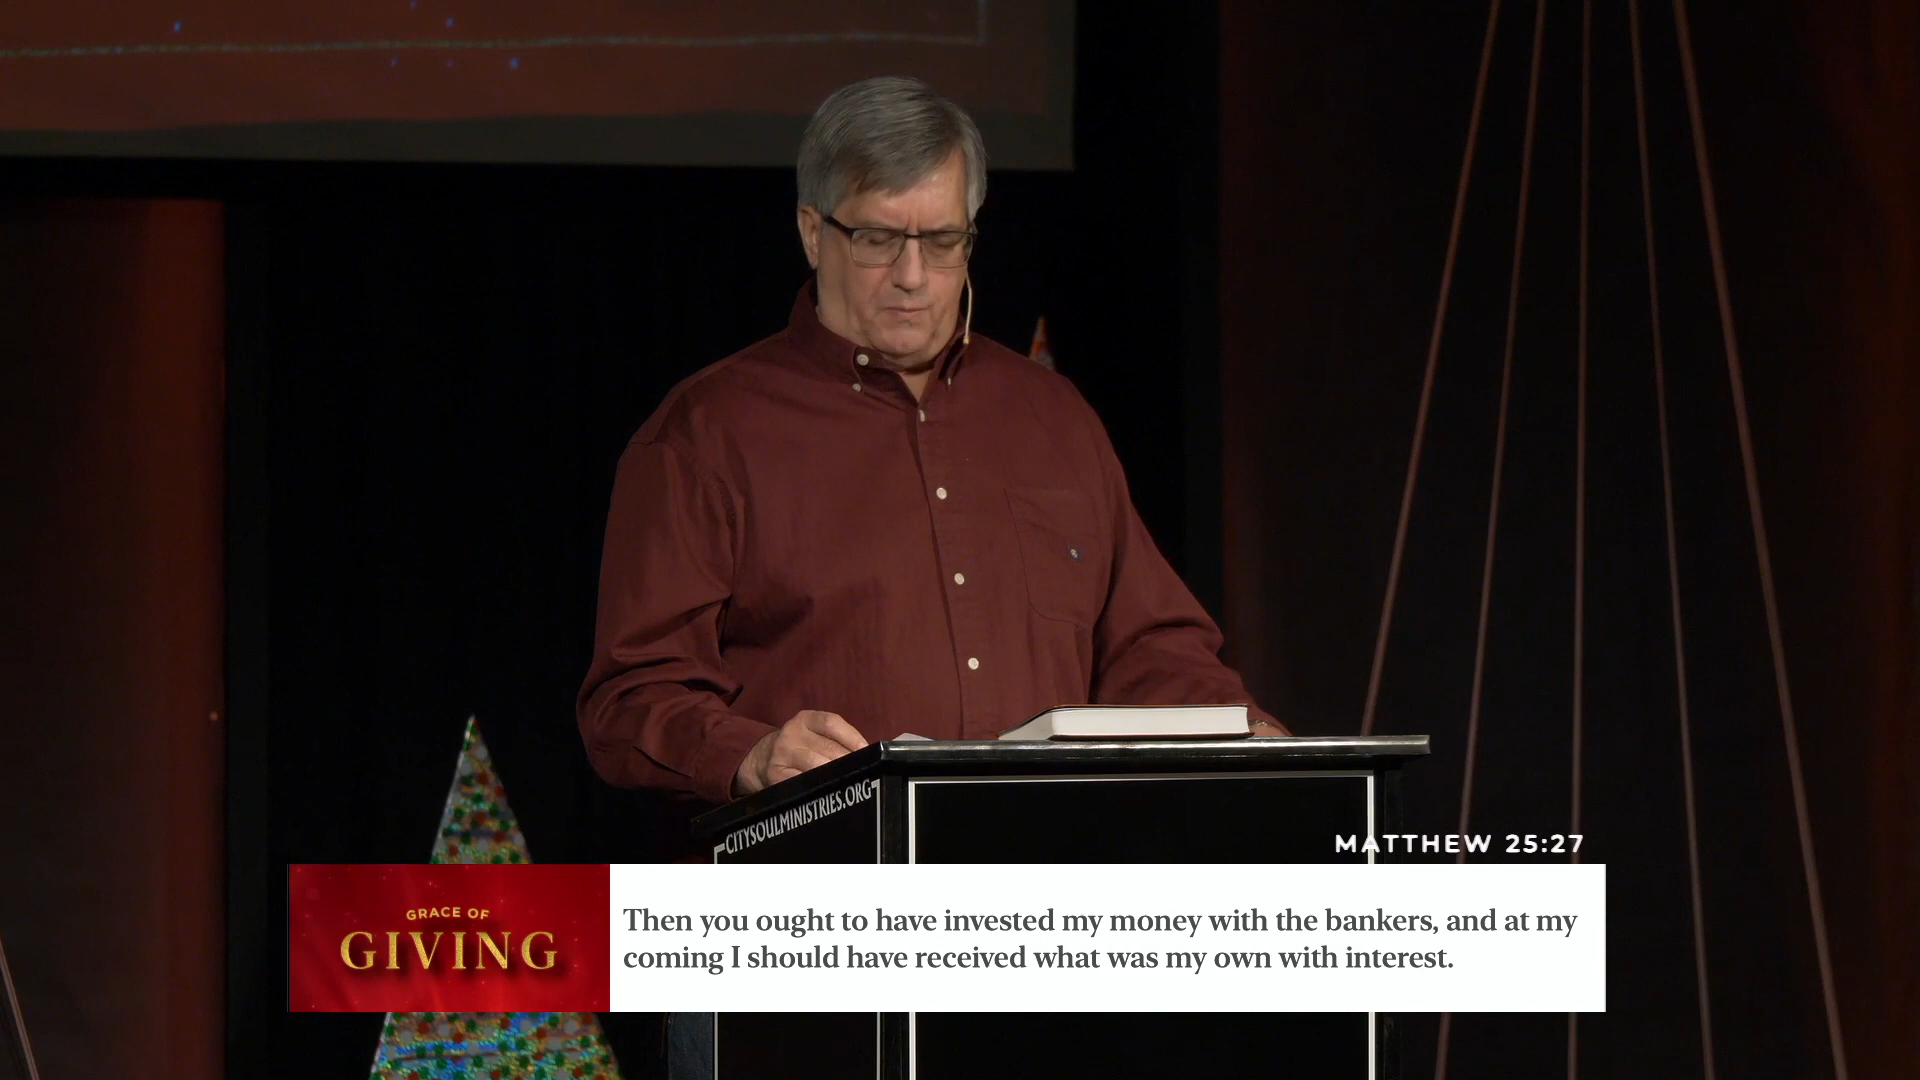 CITYSOULMINISTRIES.ORG
MATTHEW 25:27
GRACE OF
GIVING
Then you ought to have invested my money with the bankers, and at my
coming I should have received what was my own with interest.